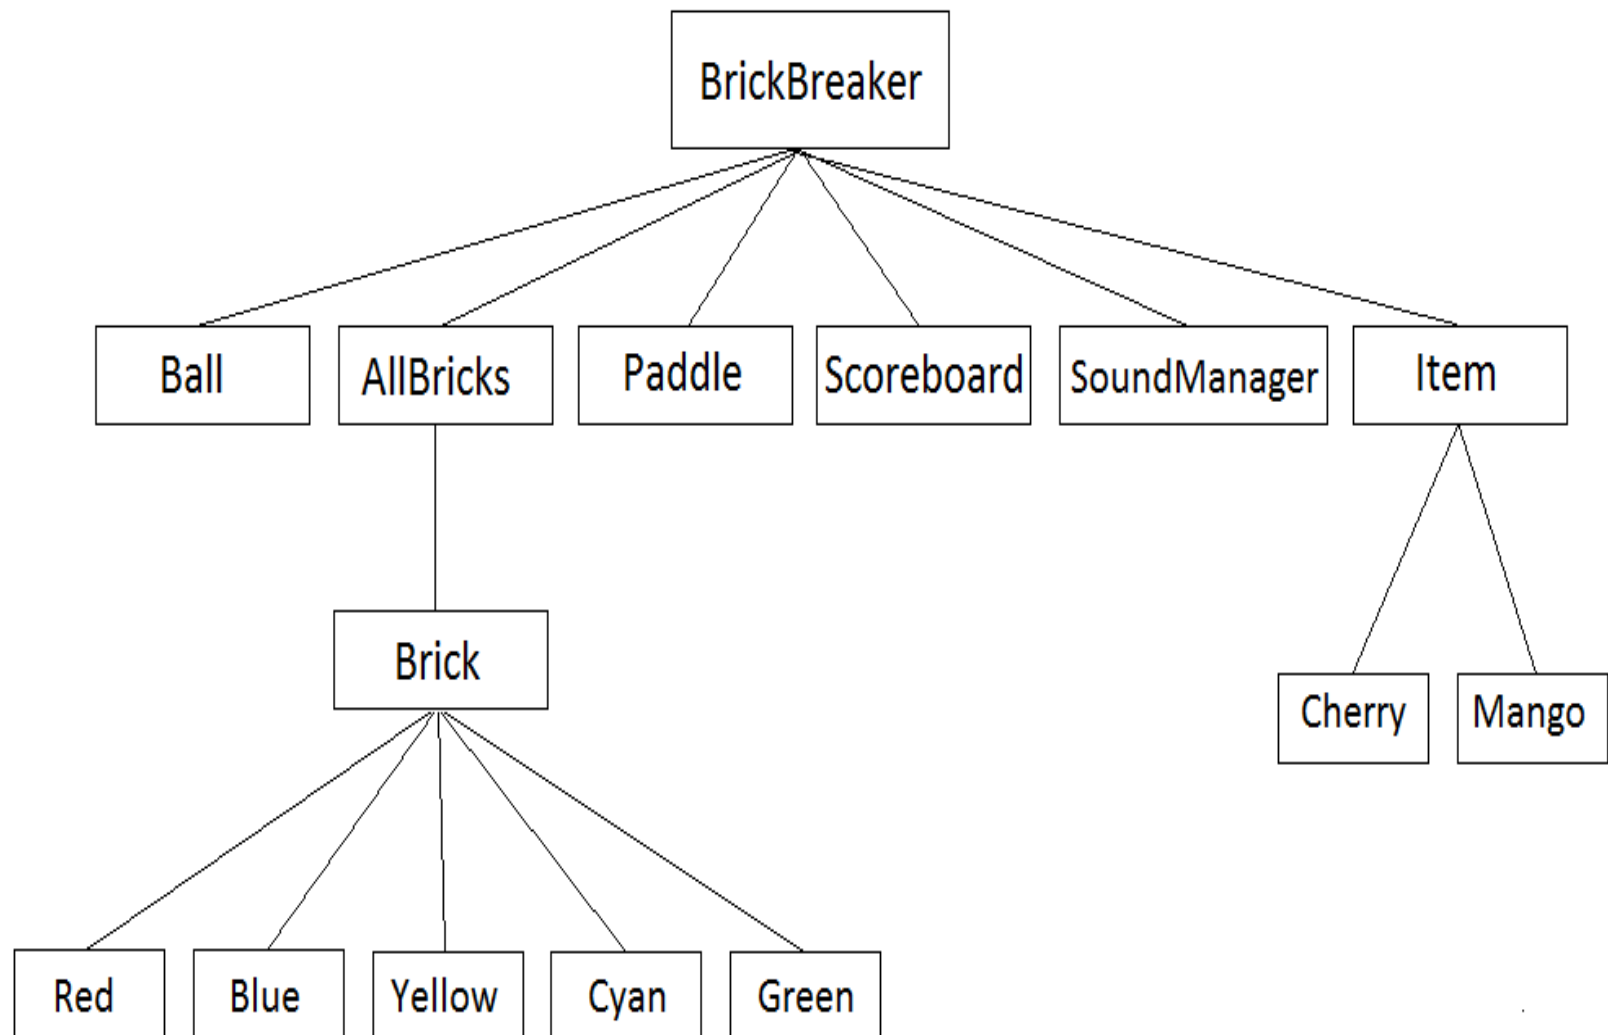 BrickBreaker
Ball
AllBricks
Paddle
Scoreboard
SoundManager
Item
Brick
Cherry
Mango
Red
Blue
Yellow
Cyan
Green